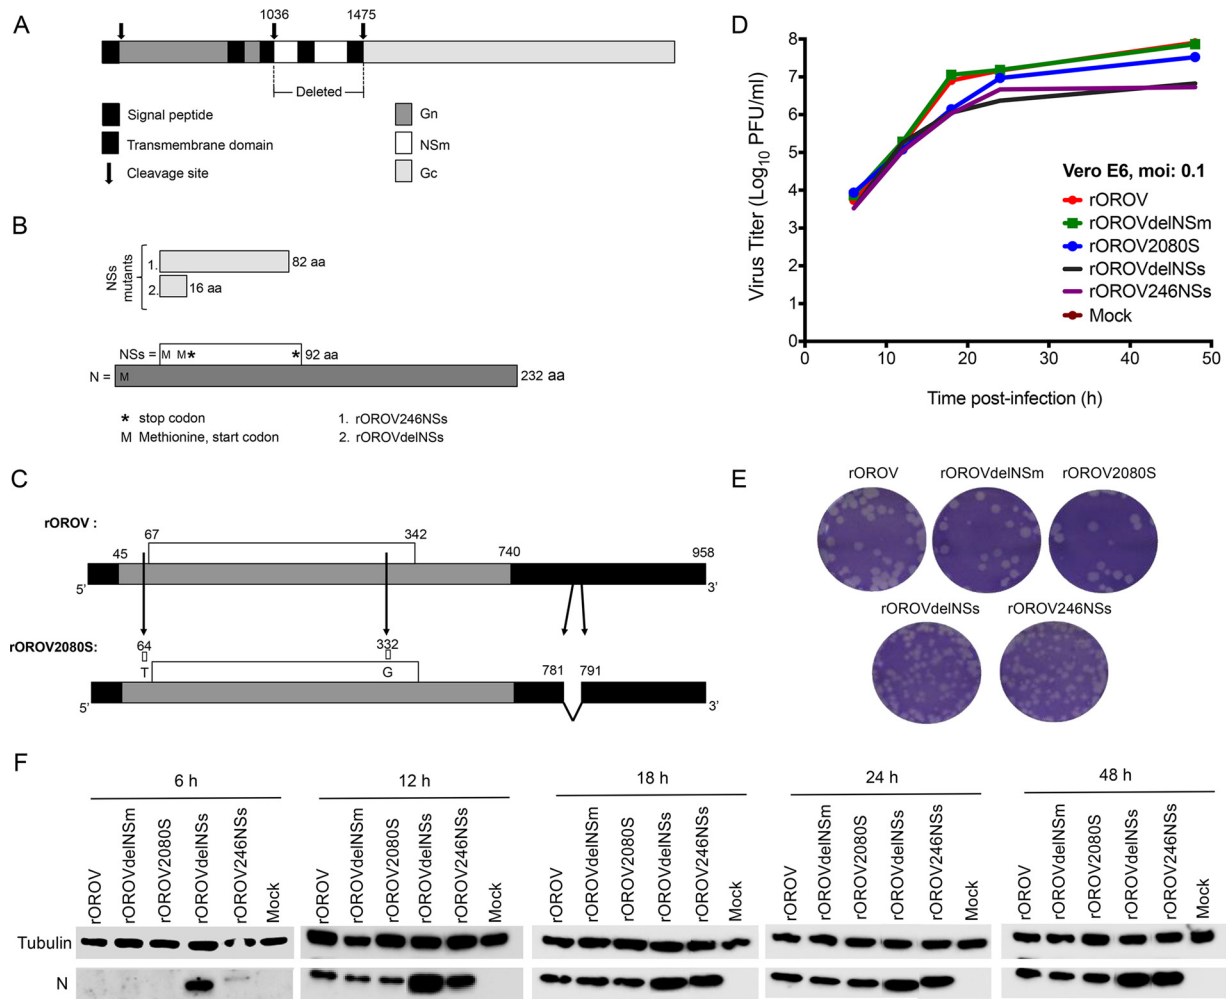 A
1036
1475
Deleted
Signal peptide
Transmembrane domain
Cleavage site
Gn
NSm
Gc
B
NSs
mutants
1.
82 aa
2.
16 aa
NSs = M M* * 92 aa
N = M
232 aa
* stop codon
M Methionine, start codon
1. rOROV246NSs
2. rOROVdelNSs
C
rOROV :
45
67
342
740
958
5'
3'
rOROV2080S:
64
332
T
G
781
791
5'
3'
D
Virus Titer (Log10 PFU/ml)
8
7
6
5
4
3
2
1
0
0 10 20 30 40 50
Time post-infection (h)
Vero E6, moi: 0.1
rOROV
rOROVdelNSm
rOROV2080S
rOROVdelNSs
rOROV246NSs
Mock
E
rOROV
rOROVdelNSm
rOROV2080S
rOROVdelNSs
rOROV246NSs
F
6 h
12 h
18 h
24 h
48 h
rOROV
rOROVdelNSm
rOROV2080S
rOROVdelNSs
rOROV246NSs
Mock
rOROV
rOROVdelNSm
rOROV2080S
rOROVdelNSs
rOROV246NSs
Mock
rOROV
rOROVdelNSm
rOROV2080S
rOROVdelNSs
rOROV246NSs
Mock
rOROV
rOROVdelNSm
rOROV2080S
rOROVdelNSs
rOROV246NSs
Mock
rOROV
rOROVdelNSm
rOROV2080S
rOROVdelNSs
rOROV246NSs
Mock
Tubulin
N